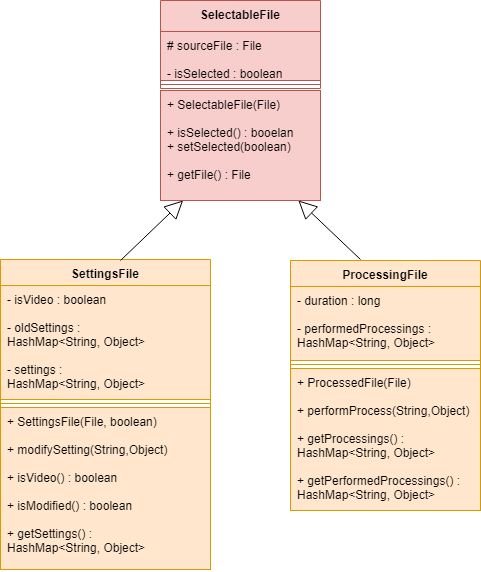 SelectableFile
# sourceFile : File
- isSelected : boolean
+ SelectableFile(File)
+ isSelected() : booelan
+ setSelected(boolean)
+ getFile() : File
SettingsFile
- isVideo : boolean
- oldSettings :
HashMap<String, Object>
- settings :
HashMap<String, Object>
+ SettingsFile(File, boolean)
+ modifySetting(String,Object)
+ isVideo() : boolean
+ isModified() : boolean
+ getSettings() :
HashMap<String, Object>
ProcessingFile
- duration : long
- performedProcessings :
HashMap<String, Object>
+ ProcessedFile(File)
+ performProcess(String,Object)
+ getProcessings() :
HashMap<String, Object>
+ getPerformedProcessings() :
HashMap<String, Object>